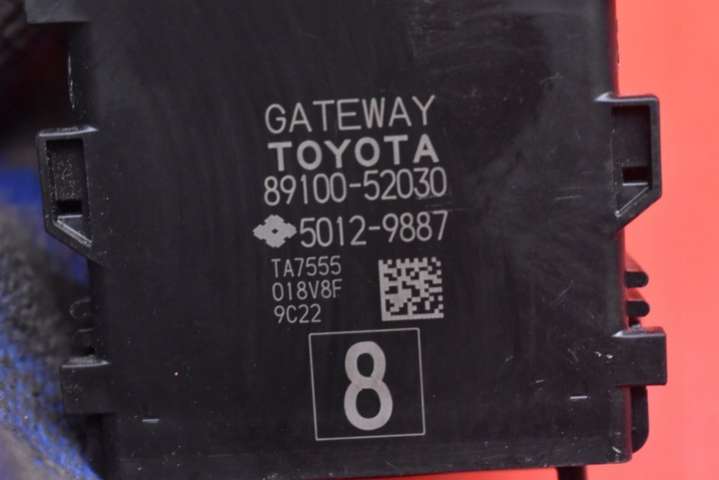 GATEWAY
TOYOTA
89100-52030
5012-9887
TA7555
018V8F
9C22
8